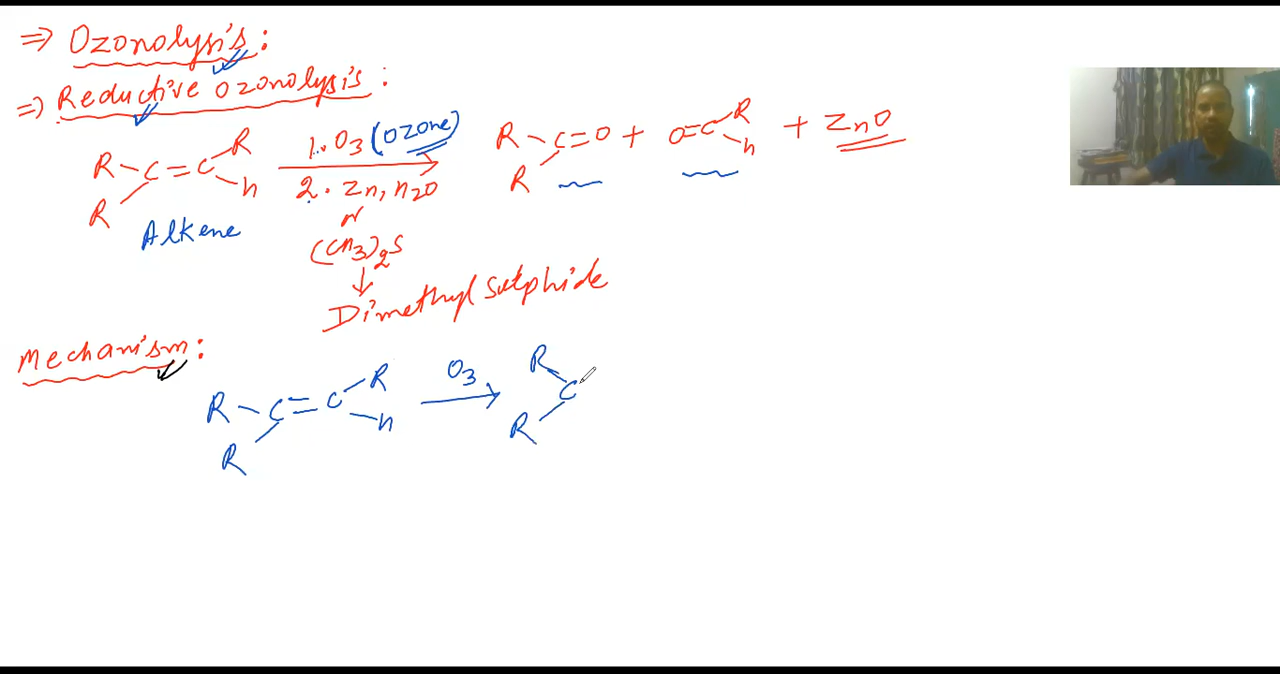 ⇒ Ozonolysis:
⇒ Reductive ozonolysis:
R-C=C-R 1. O3 (ozone) R-C=O + O=C-R + ZnO
R H 2. Zn, H2O R H
Alkene or
(CH3)2S
↓
Dimethyl sulphide
Mechanism:
R-C=C-R O3 → R
R H C
R